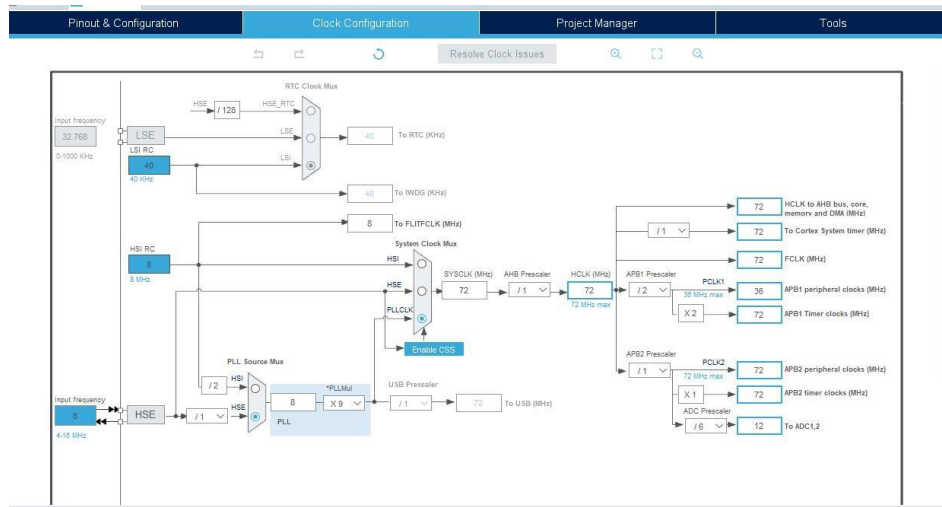 Pinout & Configuration
Clock Configuration
Project Manager
Tools
Resolve Clock Issues
RTC Clock Mux
HSE
/ 128
HSE_RTC
Input frequency
32.768
0-1000 KHz
LSE
LSE
40
To RTC (KHz)
LSI RC
40
40 KHz
LSI
40
To IWDG (KHz)
8
To FLITFCLK (MHz)
HSI RC
8
8 MHz
System Clock Mux
HSI
HSE
PLLCLK
Enable CSS
SYSCLK (MHz)
72
AHB Prescaler
/ 1
HCLK (MHz)
72
72 MHz max
72
HCLK to AHB bus, core,
memory and DMA (MHz)
/ 1
72
To Cortex System timer (MHz)
72
FCLK (MHz)
APB1 Prescaler
/ 2
PCLK1
36 MHz max
36
APB1 peripheral clocks (MHz)
X 2
72
APB1 Timer clocks (MHz)
APB2 Prescaler
/ 1
PCLK2
72 MHz max
72
APB2 peripheral clocks (MHz)
X 1
72
APB2 timer clocks (MHz)
ADC Prescaler
/ 6
12
To ADC1,2
PLL Source Mux
/ 2
HSI
Input frequency
8
4-16 MHz
HSE
/ 1
HSE
8
*PLLMul
X 9
PLL
USB Prescaler
/ 1
72
To USB (MHz)